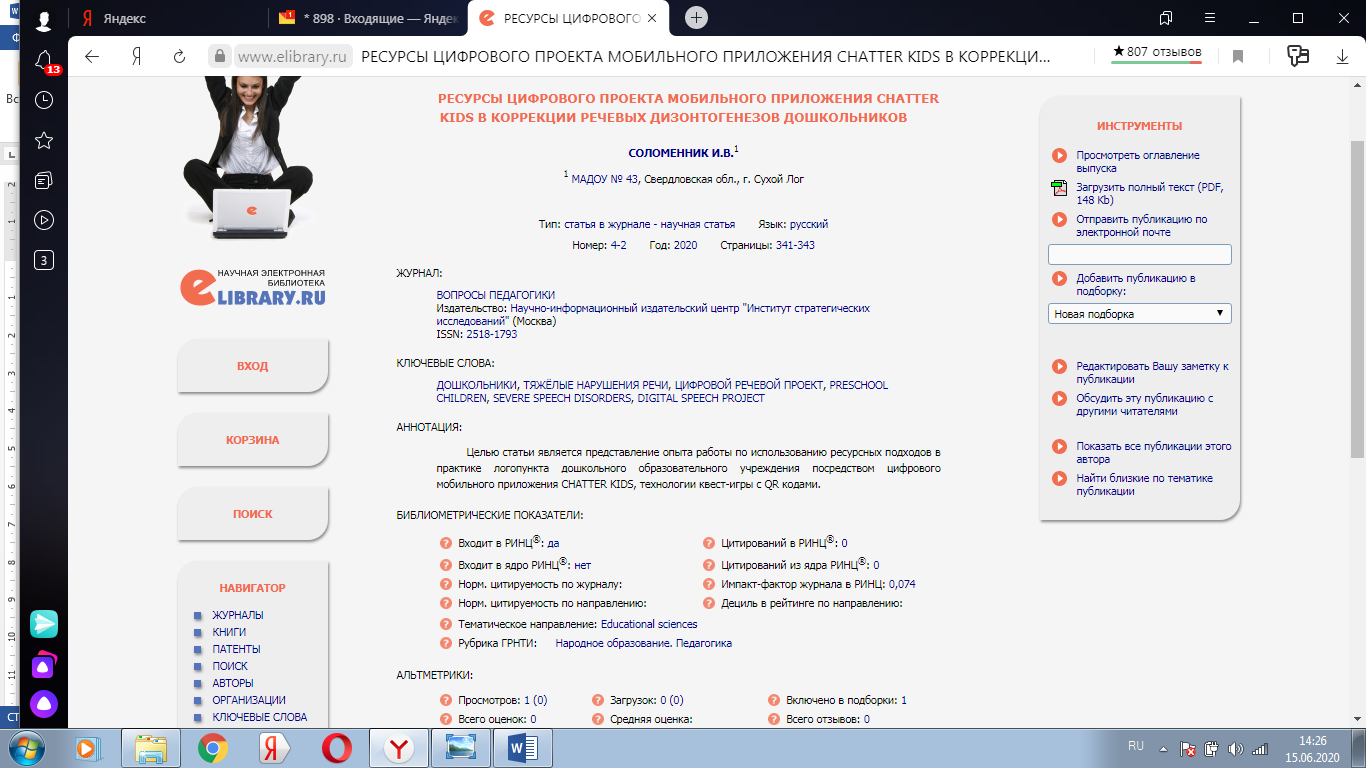 Яндекс
* 898 · Входящие — Яндек
РЕСУРСЫ ЦИФРОВОГО
www.elibrary.ru
РЕСУРСЫ ЦИФРОВОГО ПРОЕКТА МОБИЛЬНОГО ПРИЛОЖЕНИЯ CHATTER KIDS В КОРРЕКЦИ...
★807 отзывов
13
3
НАУЧНАЯ ЭЛЕКТРОННАЯ
БИБЛИОТЕКА
eLIBRARY.RU
ВХОД
КОРЗИНА
ПОИСК
НАВИГАТОР
ЖУРНАЛЫ
КНИГИ
ПАТЕНТЫ
ПОИСК
АВТОРЫ
ОРГАНИЗАЦИИ
КЛЮЧЕВЫЕ СЛОВА
РЕСУРСЫ ЦИФРОВОГО ПРОЕКТА МОБИЛЬНОГО ПРИЛОЖЕНИЯ CHATTER
KIDS В КОРРЕКЦИИ РЕЧЕВЫХ ДИЗОНТОГЕНЕЗОВ ДОШКОЛЬНИКОВ
СОЛОМЕННИК И.В.1
1 МАДОУ № 43, Свердловская обл., г. Сухой Лог
Тип: статья в журнале - научная статья Язык: русский
Номер: 4-2 Год: 2020 Страницы: 341-343
ЖУРНАЛ:
ВОПРОСЫ ПЕДАГОГИКИ
Издательство: Научно-информационный издательский центр "Институт стратегических
исследований" (Москва)
ISSN: 2518-1793
КЛЮЧЕВЫЕ СЛОВА:
ДОШКОЛЬНИКИ, ТЯЖЁЛЫЕ НАРУШЕНИЯ РЕЧИ, ЦИФРОВОЙ РЕЧЕВОЙ ПРОЕКТ, PRESCHOOL
CHILDREN, SEVERE SPEECH DISORDERS, DIGITAL SPEECH PROJECT
АННОТАЦИЯ:
Целью статьи является представление опыта работы по использованию ресурсных подходов в
практике логопункта дошкольного образовательного учреждения посредством цифрового
мобильного приложения CHATTER KIDS, технологии квест-игры с QR кодами.
БИБЛИОМЕТРИЧЕСКИЕ ПОКАЗАТЕЛИ:
Входит в РИНЦ®: да Цитирований в РИНЦ®: 0
Входит в ядро РИНЦ®: нет Цитирований из ядра РИНЦ®: 0
Норм. цитируемость по журналу: Импакт-фактор журнала в РИНЦ: 0,074
Норм. цитируемость по направлению: Дециль в рейтинге по направлению:
Тематическое направление: Educational sciences
Рубрика ГРНТИ: Народное образование. Педагогика
АЛЬТМЕТРИКИ:
Просмотров: 1 (0) Загрузок: 0 (0) Включено в подборки: 1
Всего оценок: 0 Средняя оценка: Всего отзывов: 0
ИНСТРУМЕНТЫ
Просмотреть оглавление
выпуска
Загрузить полный текст (PDF,
148 Kb)
Отправить публикацию по
электронной почте
Добавить публикацию в
подборку:
Новая подборка
Редактировать Вашу заметку к
публикации
Обсудить эту публикацию с
другими читателями
Показать все публикации этого
автора
Найти близкие по тематике
публикации
RU
14:26
15.06.2020